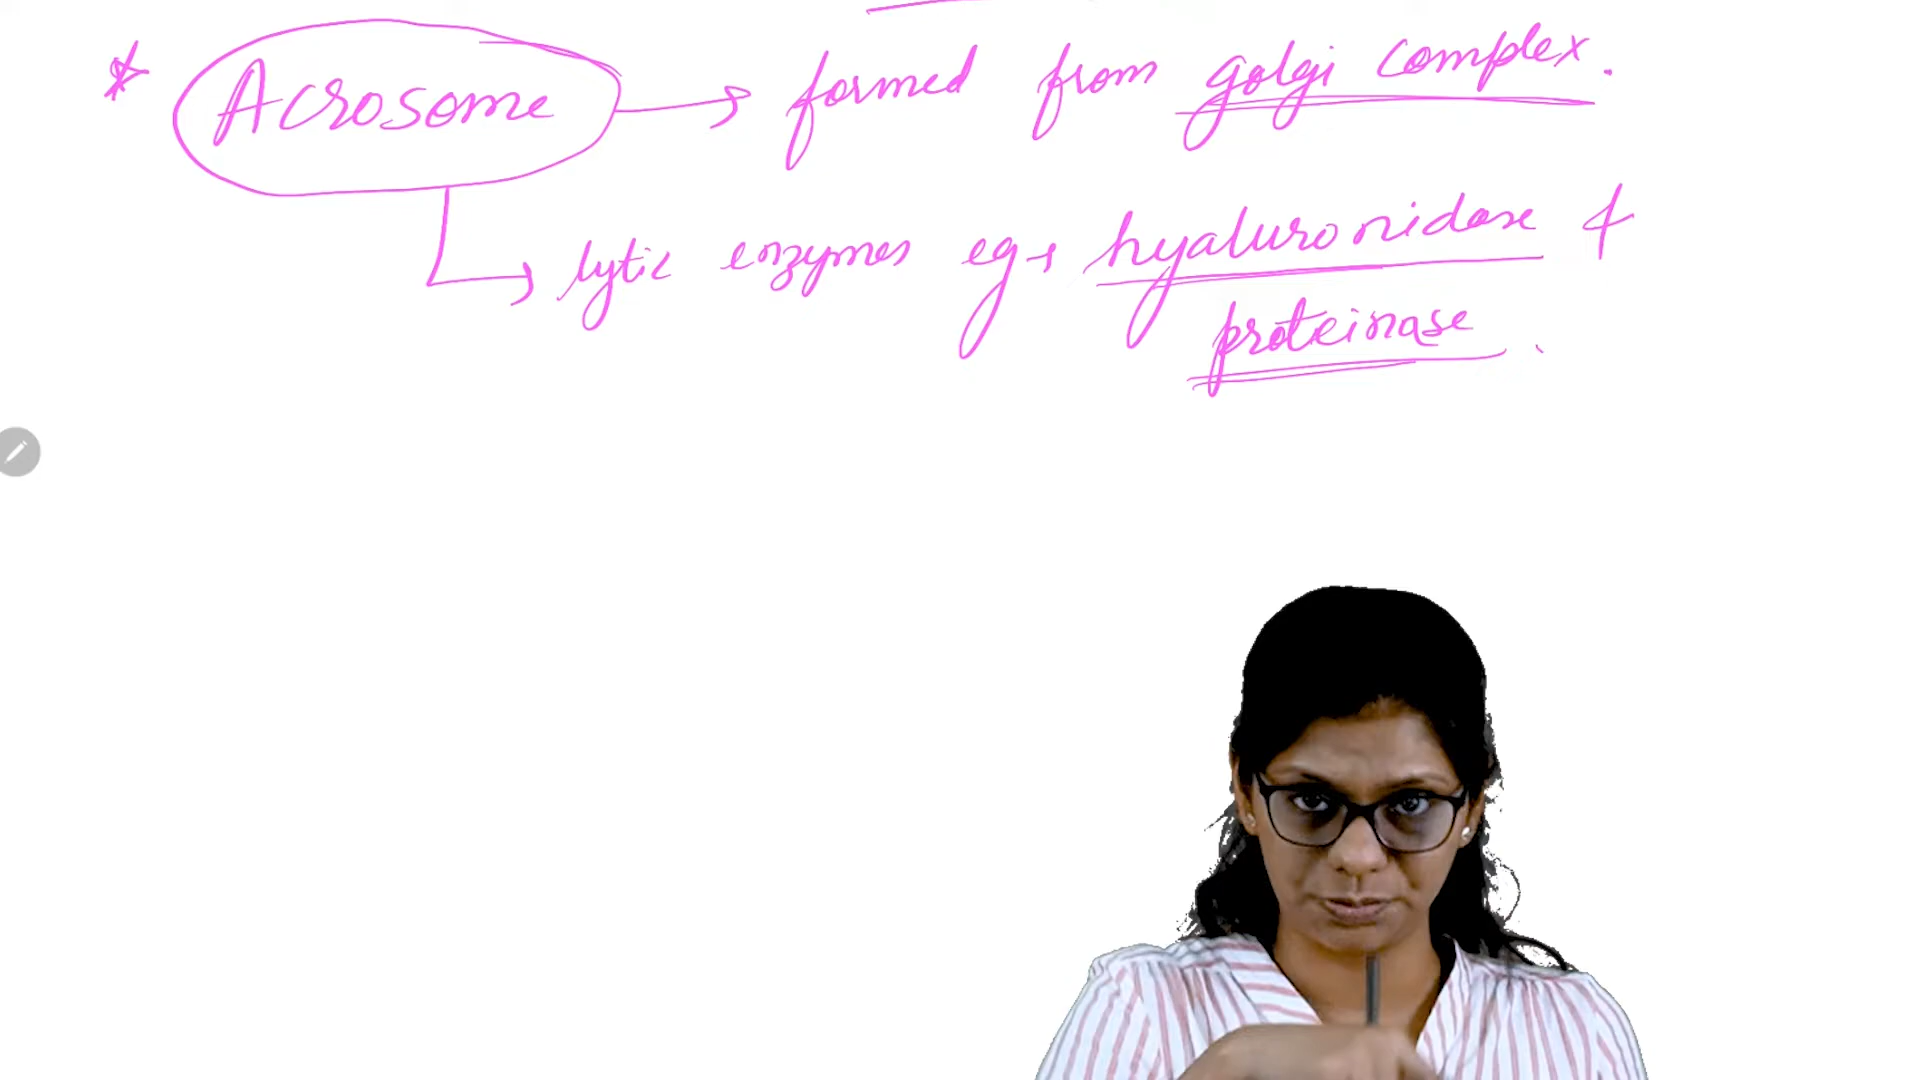 * Acrosome → formed from golgi complex.
→ lytic enzymes eg → hyaluronidase &
proteinase.